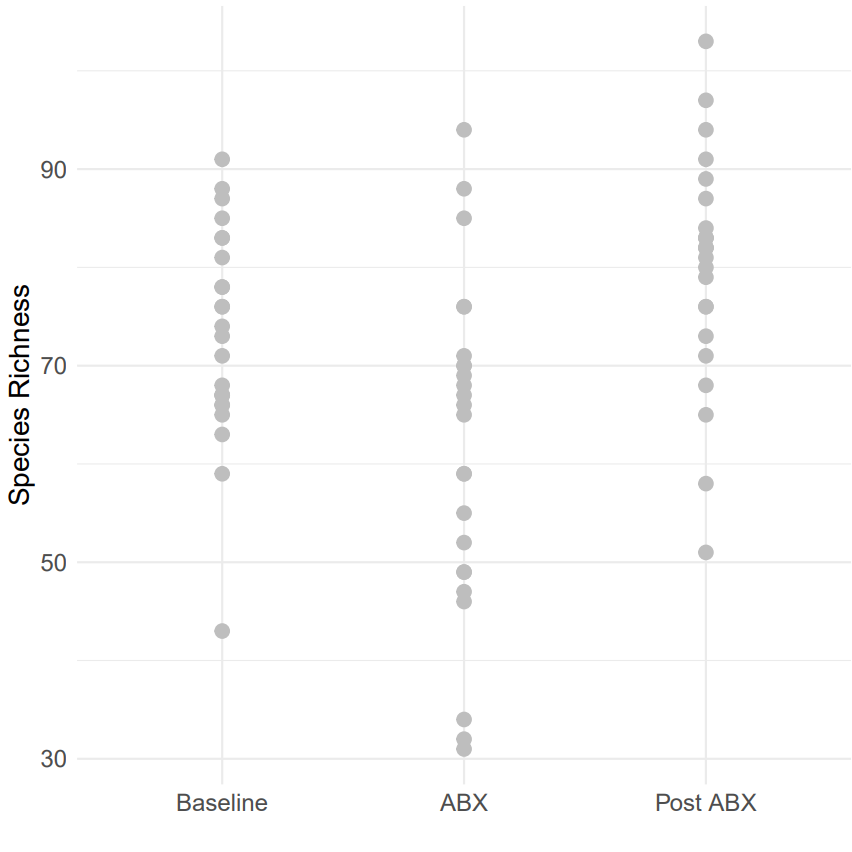 Species Richness
90
70
50
30
Baseline ABX Post ABX